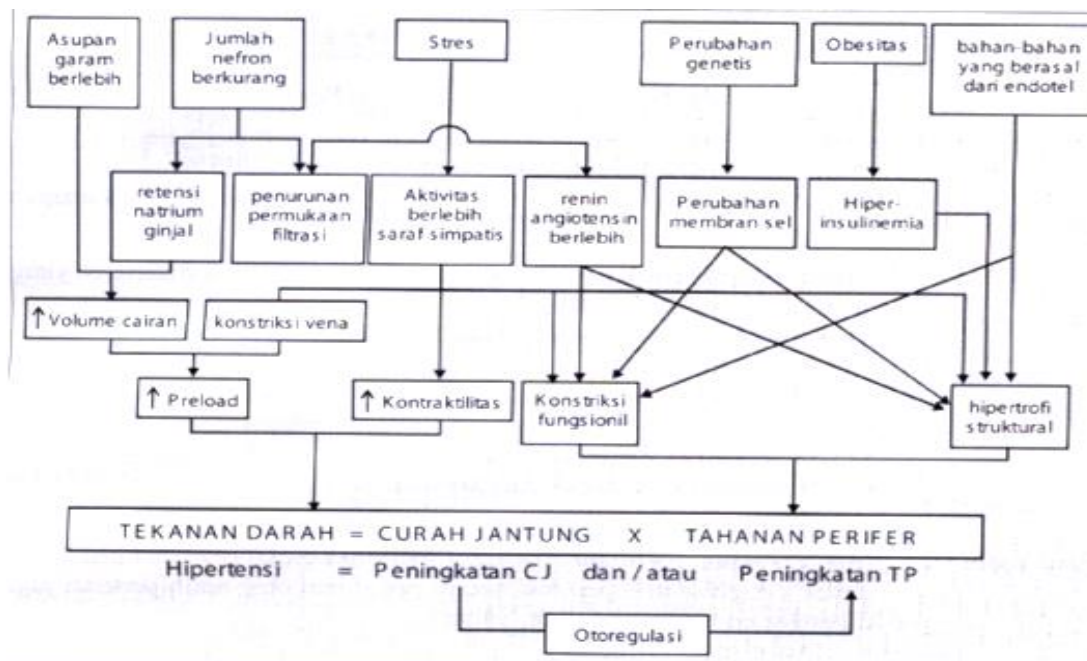 Asupan
garam
berlebih
Jumlah
nefron
berkurang
Stres
Perubahan
genetis
Obesitas
bahan-bahan
yang berasal
dari endotel
retensi
natrium
ginjal
penurunan
permukaan
filtrasi
Aktivitas
berlebih
saraf simpatis
renin
angiotensin
berlebih
Perubahan
membran sel
Hiper-
insulinemia
↑ Volume cairan
konstriksi vena
↑ Preload
↑ Kontraktilitas
Konstriksi
fungsionil
hipertrofi
struktural
TEKANAN DARAH = CURAH JANTUNG X TAHANAN PERIFER
Hipertensi = Peningkatan CJ dan/atau Peningkatan TP
Otoregulasi